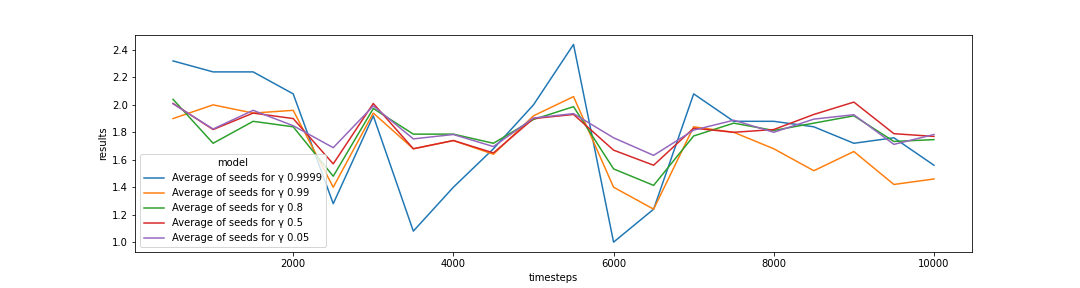 2.4
2.2
2.0
1.8
1.6
1.4
1.2
1.0
results
model
Average of seeds for γ 0.9999
Average of seeds for γ 0.99
Average of seeds for γ 0.8
Average of seeds for γ 0.5
Average of seeds for γ 0.05
2000 4000 6000 8000 10000
timesteps